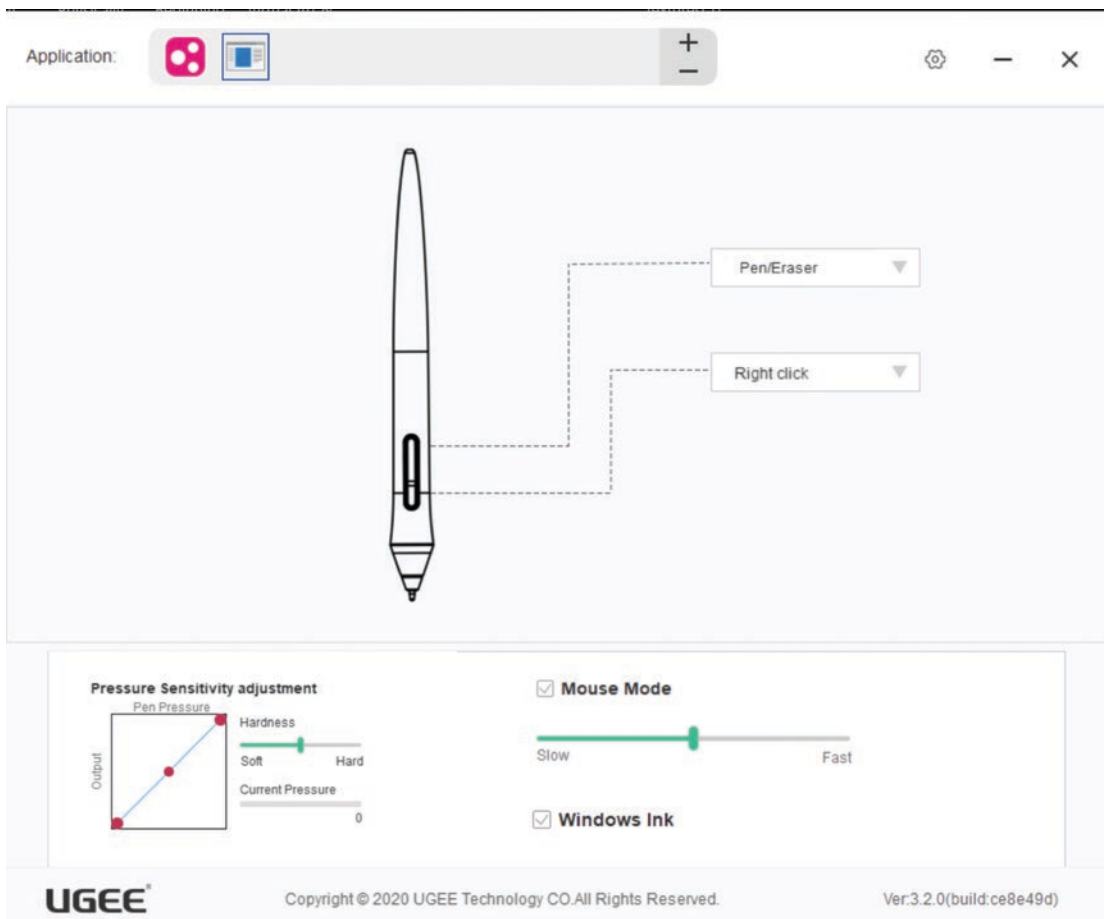 Application:
Pen/Eraser
Right click
Pressure Sensitivity adjustment
Pen Pressure
Output
Hardness
Soft Hard
Current Pressure
0
Mouse Mode
Slow Fast
Windows Ink
UGEE®
Copyright © 2020 UGEE Technology CO.All Rights Reserved.
Ver:3.2.0(build:ce8e49d)